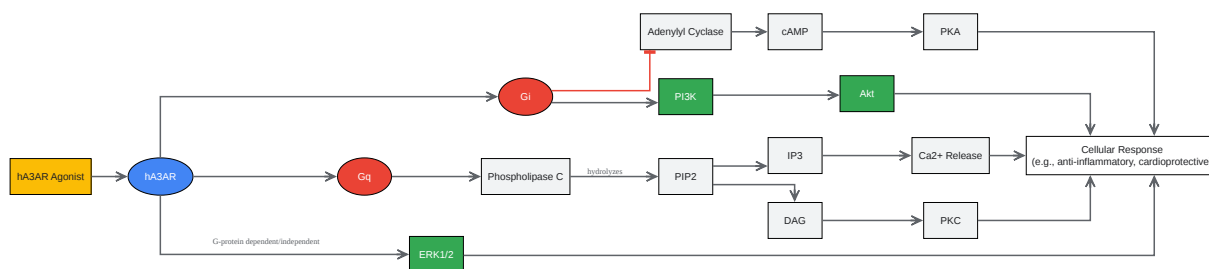 Adenylyl Cyclase
cAMP
PKA
Gi
PI3K
Akt
hA3AR Agonist
hA3AR
Gq
Phospholipase C
hydrolyzes
PIP2
IP3
Ca2+ Release
Cellular Response
(e.g., anti-inflammatory, cardioprotective
DAG
PKC
G-protein dependent/independent
ERK1/2